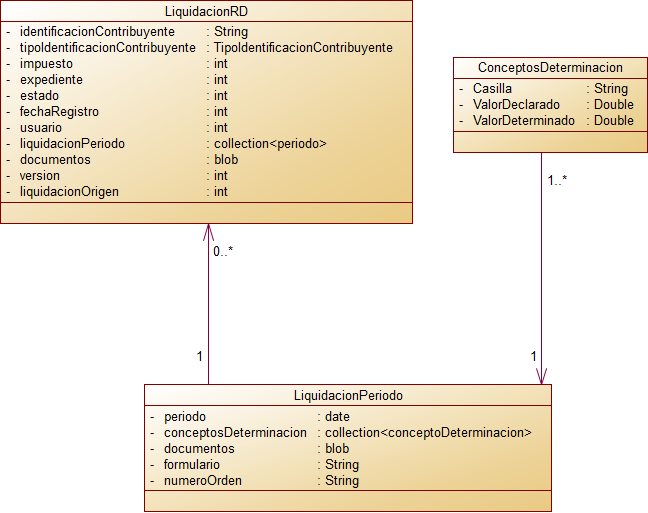 LiquidacionRD
- identificacionContribuyente : String
- tipoIdentificacionContribuyente : TipoIdentificacionContribuyente
- impuesto : int
- expediente : int
- estado : int
- fechaRegistro : int
- usuario : int
- liquidacionPeriodo : collection<periodo>
- documentos : blob
- version : int
- liquidacionOrigen : int
ConceptosDeterminacion
- Casilla : String
- ValorDeclarado : Double
- ValorDeterminado : Double
1..*
0..*
1
1
LiquidacionPeriodo
- periodo : date
- conceptosDeterminacion : collection<conceptoDeterminacion>
- documentos : blob
- formulario : String
- numeroOrden : String